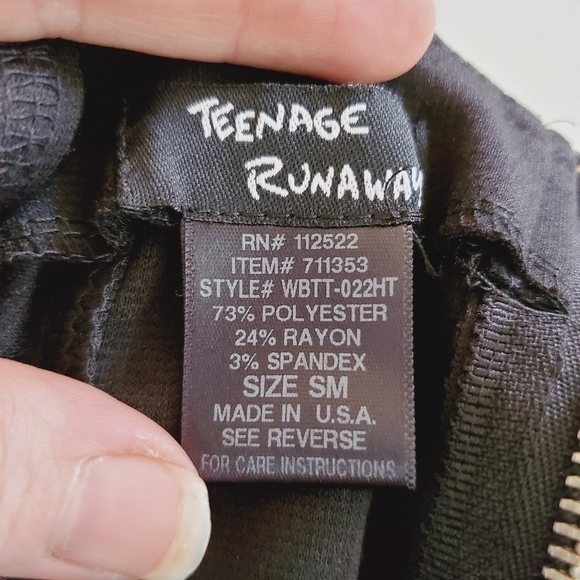 TEENAGE
RUNAWAY
RN# 112522
ITEM# 711353
STYLE# WBTT-022HT
73% POLYESTER
24% RAYON
3% SPANDEX
SIZE SM
MADE IN U.S.A.
SEE REVERSE
FOR CARE INSTRUCTIONS